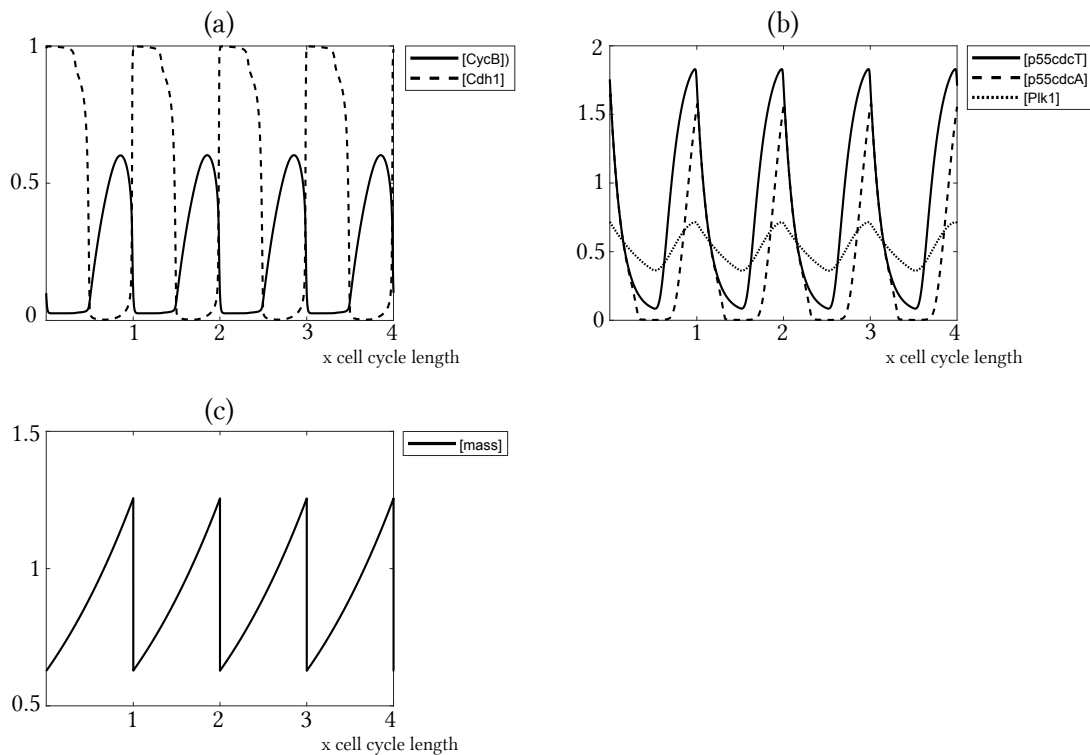 (a)
1
0.5
0
1
2
3
4
x cell cycle length
[CycB])
[Cdh1]
(b)
2
1.5
1
0.5
0
1
2
3
4
x cell cycle length
[p55cdcT]
[p55cdcA]
[Plk1]
(c)
1.5
1
0.5
1
2
3
4
x cell cycle length
[mass]